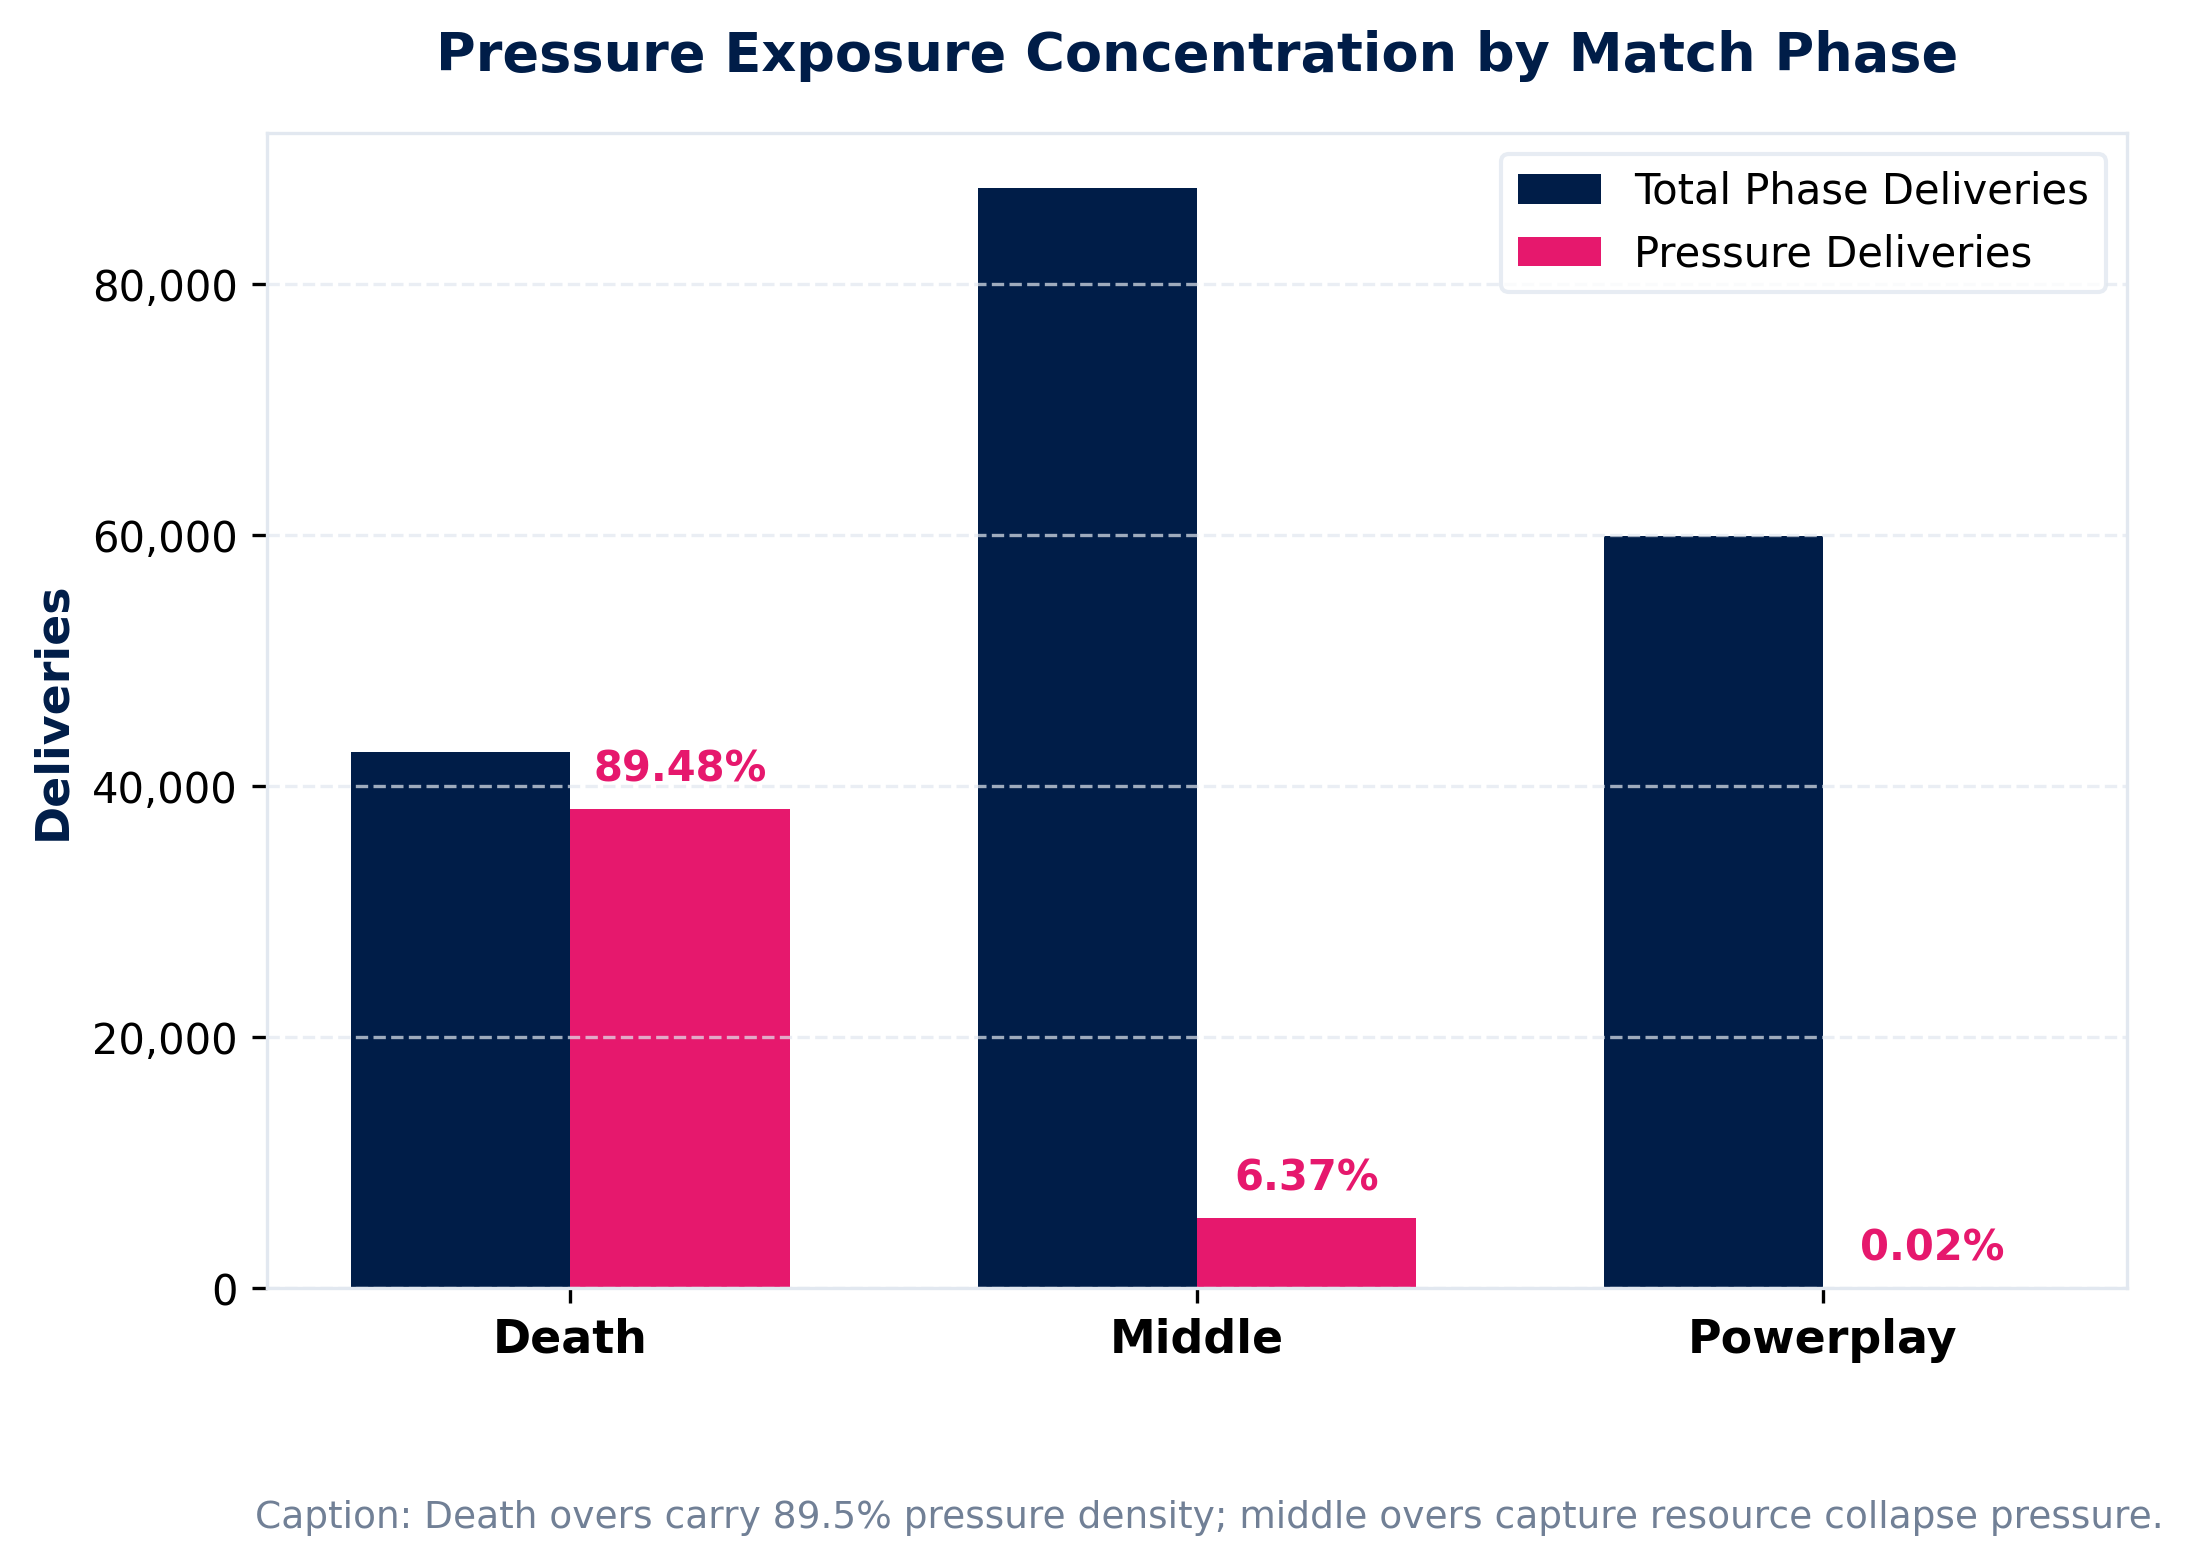 Pressure Exposure Concentration by Match Phase
Total Phase Deliveries
Pressure Deliveries
Deliveries
80,000
60,000
40,000
20,000
0
89.48%
6.37%
0.02%
Death
Middle
Powerplay
Caption: Death overs carry 89.5% pressure density; middle overs capture resource collapse pressure.